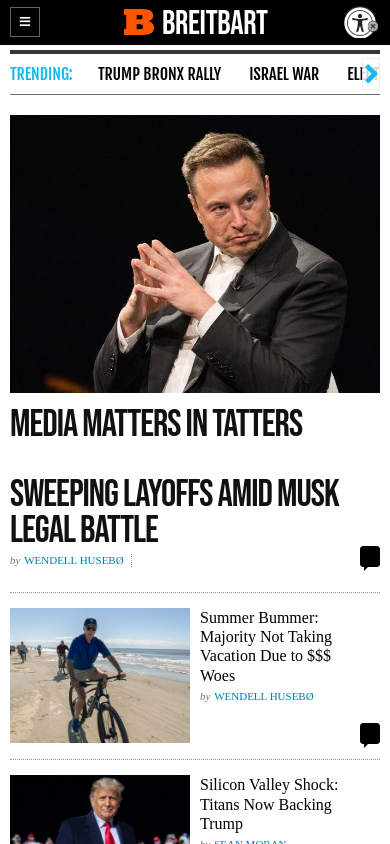 BREITBART
TRENDING:
TRUMP BRONX RALLY
ISRAEL WAR
MEDIA MATTERS IN TATTERS
SWEEPING LAYOFFS AMID MUSK
LEGAL BATTLE
by WENDELL HUSEBØ
Summer Bummer:
Majority Not Taking
Vacation Due to $$$
Woes
by WENDELL HUSEBØ
Silicon Valley Shock:
Titans Now Backing
Trump
by SEAN MORAN